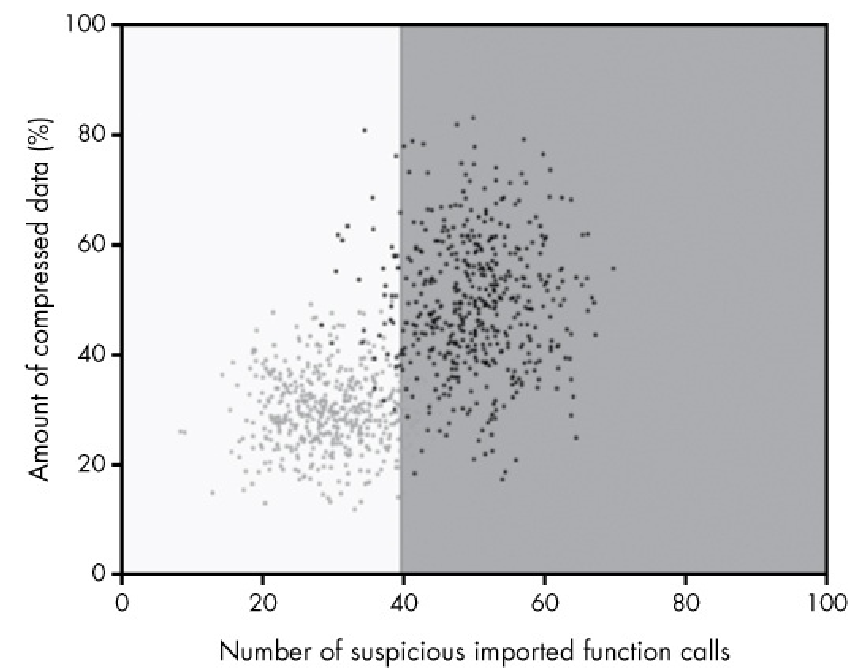 100
80
60
40
20
0
Amount of compressed data (%)
0 20 40 60 80 100
Number of suspicious imported function calls